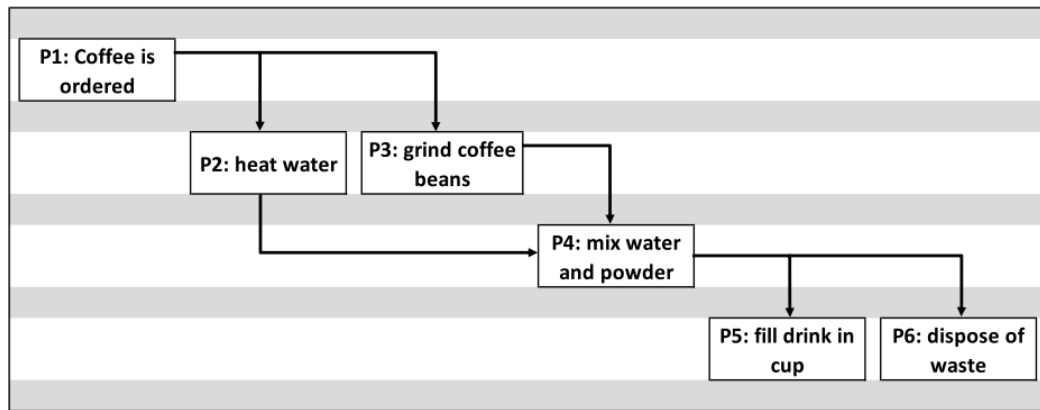 P1: Coffee is
ordered
P2: heat water
P3: grind coffee
beans
P4: mix water
and powder
P5: fill drink in
cup
P6: dispose of
waste